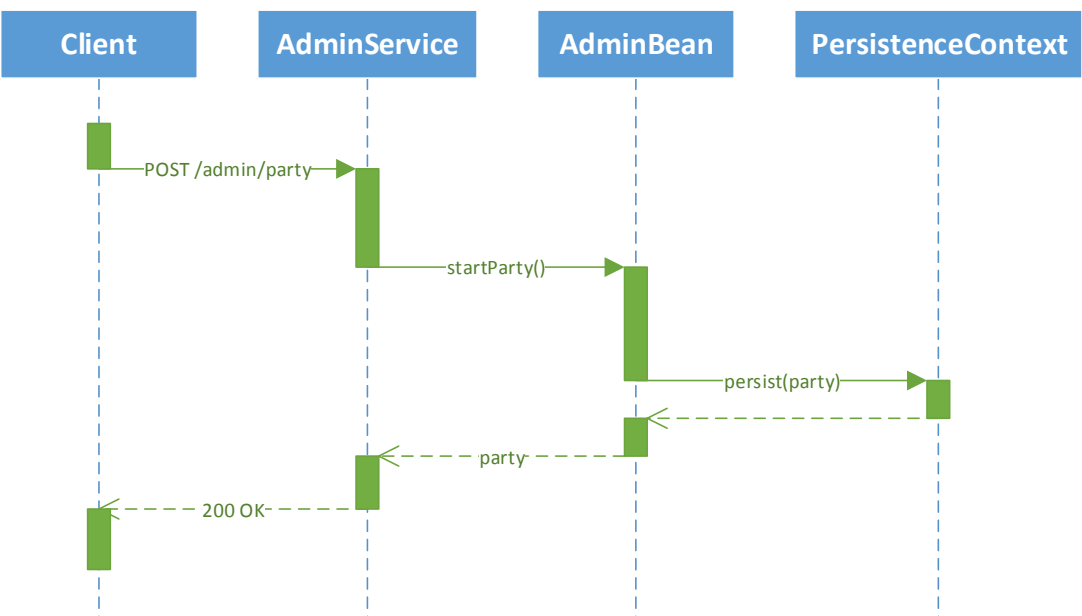 Client
AdminService
AdminBean
PersistenceContext
POST /admin/party
startParty()
persist(party)
party
200 OK